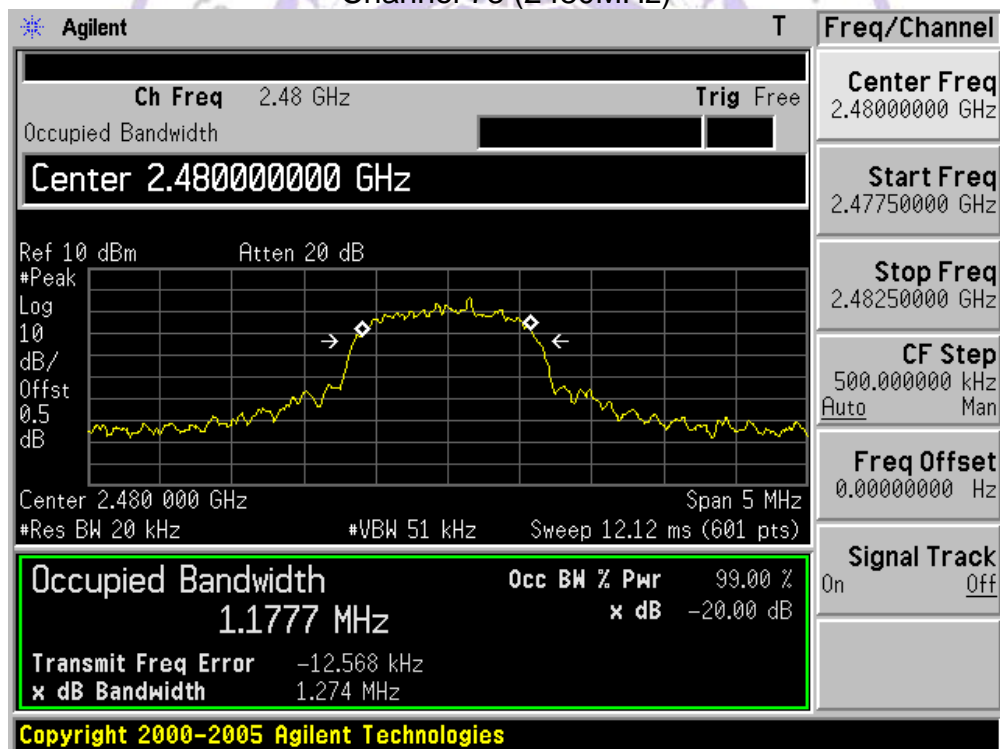 Agilent T
Ch Freq 2.48 GHz Trig Free
Occupied Bandwidth
Center 2.480000000 GHz
Ref 10 dBm Atten 20 dB
#Peak
Log
10
dB/
Offst
0.5
dB
Center 2.480 000 GHz Span 5 MHz
#Res BW 20 kHz #VBW 51 kHz Sweep 12.12 ms (601 pts)
Occupied Bandwidth
1.1777 MHz
Occ BW % Pwr 99.00 %
x dB -20.00 dB
Transmit Freq Error -12.568 kHz
x dB Bandwidth 1.274 MHz
Copyright 2000-2005 Agilent Technologies
Freq/Channel
Center Freq
2.48000000 GHz
Start Freq
2.47750000 GHz
Stop Freq
2.48250000 GHz
CF Step
500.000000 kHz
Auto Man
Freq Offset
0.00000000 Hz
Signal Track
On Off